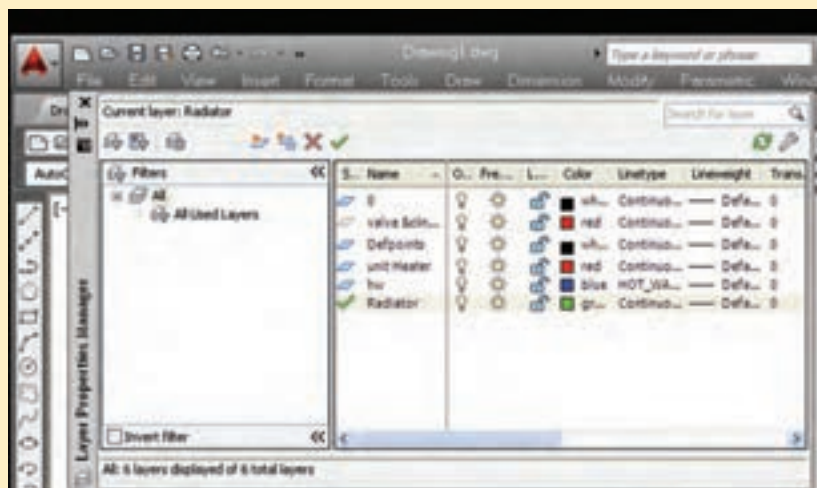 Drawing1.dwg
Type a keyword or phrase
File Edit View Insert Format Tools Draw Dimension Modify Parametric Wind
Current layer: Radiator
Search for layer
Filters
All
All Used Layers
Invert filter
S.. Name O.. Fre... L... Color Linetype Lineweight Trans.
0 wh... Continuo... Defa... 0
valve &cin... red Continuo... Defa... 0
Defpoints wh... Continuo... Defa... 0
unit Heater red Continuo... Defa... 0
hw blue HOT_WA... Defa... 0
Radiator gr... Continuo... Defa... 0
All: 6 layers displayed of 6 total layers
Layer Properties Manager